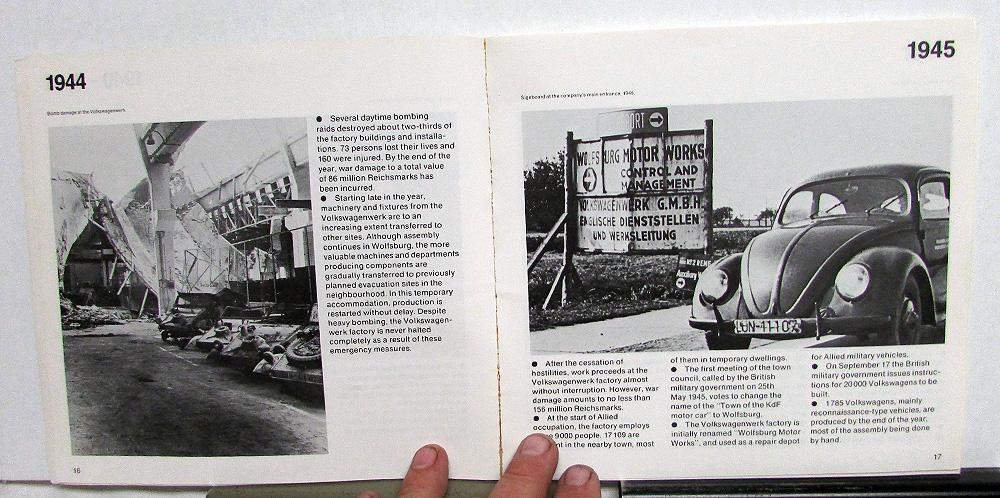 1944
Bomb damage at the Volkswagenwerk.
● Several daytime bombing
raids destroyed about two-thirds of
the factory buildings and installa-
tions. 73 persons lost their lives and
160 were injured. By the end of the
year, war damage to a total value
of 86 million Reichsmarks has
been incurred.
● Starting late in the year,
machinery and fixtures from the
Volkswagenwerk are to an
increasing extent transferred to
other sites. Although assembly
continues in Wolfsburg, the more
valuable machines and departments
producing components are
gradually transferred to previously
planned evacuation sites in the
neighbourhood. In this temporary
accommodation, production is
restarted without delay. Despite
heavy bombing, the Volkswagen-
werk factory is never halted
completely as a result of these
emergency measures.
16
1945
Signboard at the company's main entrance, 1945.
ORT
WOLFSBURG MOTOR WORKS
CONTROL AND
MANAGEMENT
VOLKSWAGENWERK G.M.B.H.
ENGLISCHE DIENSTSTELLEN
UND WERKSLEITUNG
No 2 REME
Auxiliary
● After the cessation of
hostilities, work proceeds at the
Volkswagenwerk factory almost
without interruption. However, war
damage amounts to no less than
156 million Reichsmarks.
● At the start of Allied
occupation, the factory employs
9000 people. 17 109 are
in the nearby town, most
of them in temporary dwellings.
● The first meeting of the town
council, called by the British
military government on 25th
May 1945, votes to change the
name of the "Town of the KdF
motor car" to Wolfsburg.
● The Volkswagenwerk factory is
initially renamed "Wolfsburg Motor
Works", and used as a repair depot
for Allied military vehicles.
● On September 17 the British
military government issues instruc-
tions for 20 000 Volkswagens to be
built.
● 1785 Volkswagens, mainly
reconnaissance-type vehicles, are
produced by the end of the year,
most of the assembly being done
by hand.
17